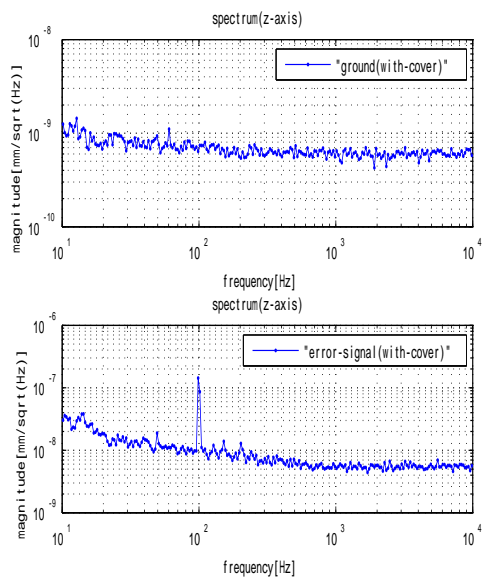 spectrum(z-axis)
magnitude[mm/sqrt(Hz)]
10^-8
10^-9
10^-10
"ground(with-cover)"
10^1 10^2 10^3 10^4
frequency[Hz]
spectrum(z-axis)
magnitude[mm/sqrt(Hz)]
10^-6
10^-7
10^-8
10^-9
"error-signal(with-cover)"
10^1 10^2 10^3 10^4
frequency[Hz]